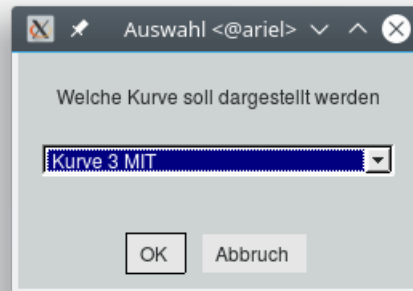 Auswahl <@ariel>
Welche Kurve soll dargestellt werden
Kurve 3 MIT
OK
Abbruch